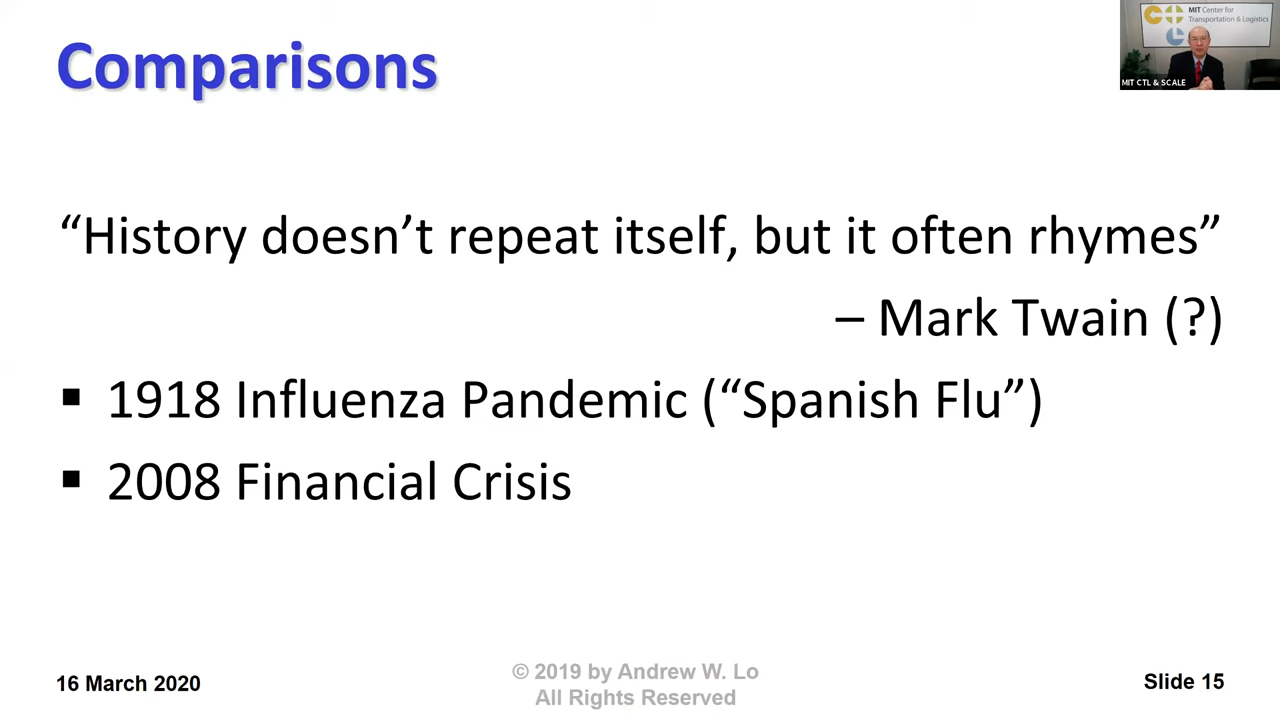 Comparisons
MIT Center for
Transportation & Logistics
MIT CTL & SCALE
“History doesn’t repeat itself, but it often rhymes”
– Mark Twain (?)
▪ 1918 Influenza Pandemic (“Spanish Flu”)
▪ 2008 Financial Crisis
16 March 2020
© 2019 by Andrew W. Lo
All Rights Reserved
Slide 15